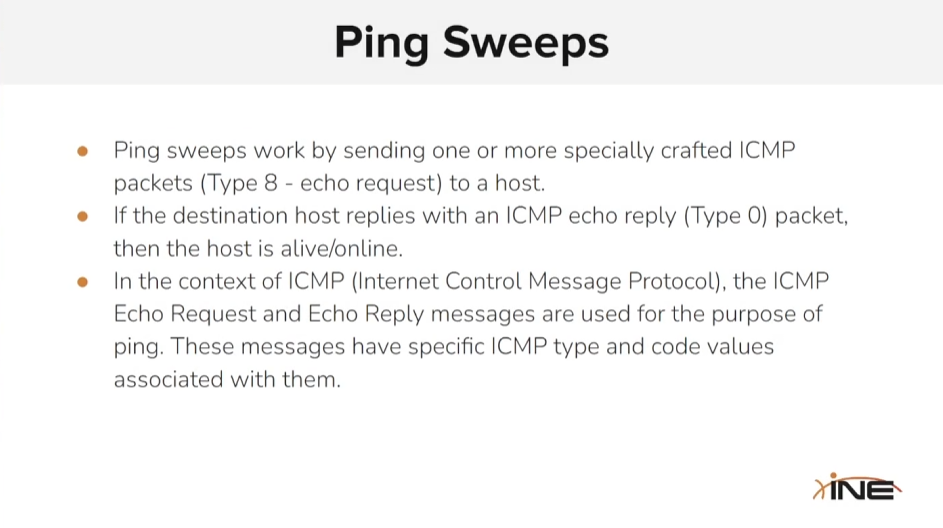 Ping Sweeps
● Ping sweeps work by sending one or more specially crafted ICMP
packets (Type 8 - echo request) to a host.
● If the destination host replies with an ICMP echo reply (Type 0) packet,
then the host is alive/online.
● In the context of ICMP (Internet Control Message Protocol), the ICMP
Echo Request and Echo Reply messages are used for the purpose of
ping. These messages have specific ICMP type and code values
associated with them.
INE